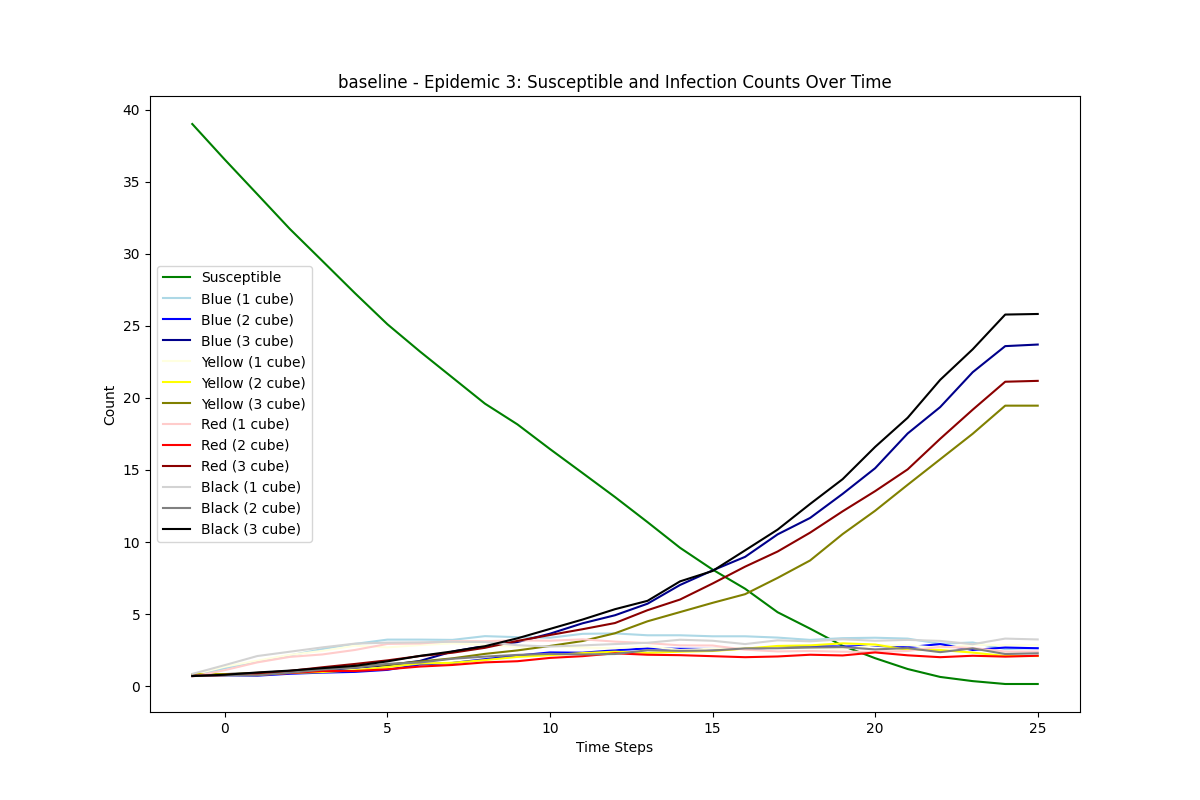 baseline - Epidemic 3: Susceptible and Infection Counts Over Time
40
35
30
25
20
15
10
5
0
Count
Susceptible
Blue (1 cube)
Blue (2 cube)
Blue (3 cube)
Yellow (1 cube)
Yellow (2 cube)
Yellow (3 cube)
Red (1 cube)
Red (2 cube)
Red (3 cube)
Black (1 cube)
Black (2 cube)
Black (3 cube)
0 5 10 15 20 25
Time Steps